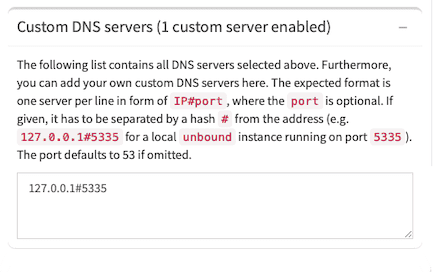 Custom DNS servers (1 custom server enabled)
The following list contains all DNS servers selected above. Furthermore,
you can add your own custom DNS servers here. The expected format is
one server per line in form of IP#port, where the port is optional. If
given, it has to be separated by a hash # from the address (e.g.
127.0.0.1#5335 for a local unbound instance running on port 5335).
The port defaults to 53 if omitted.
127.0.0.1#5335